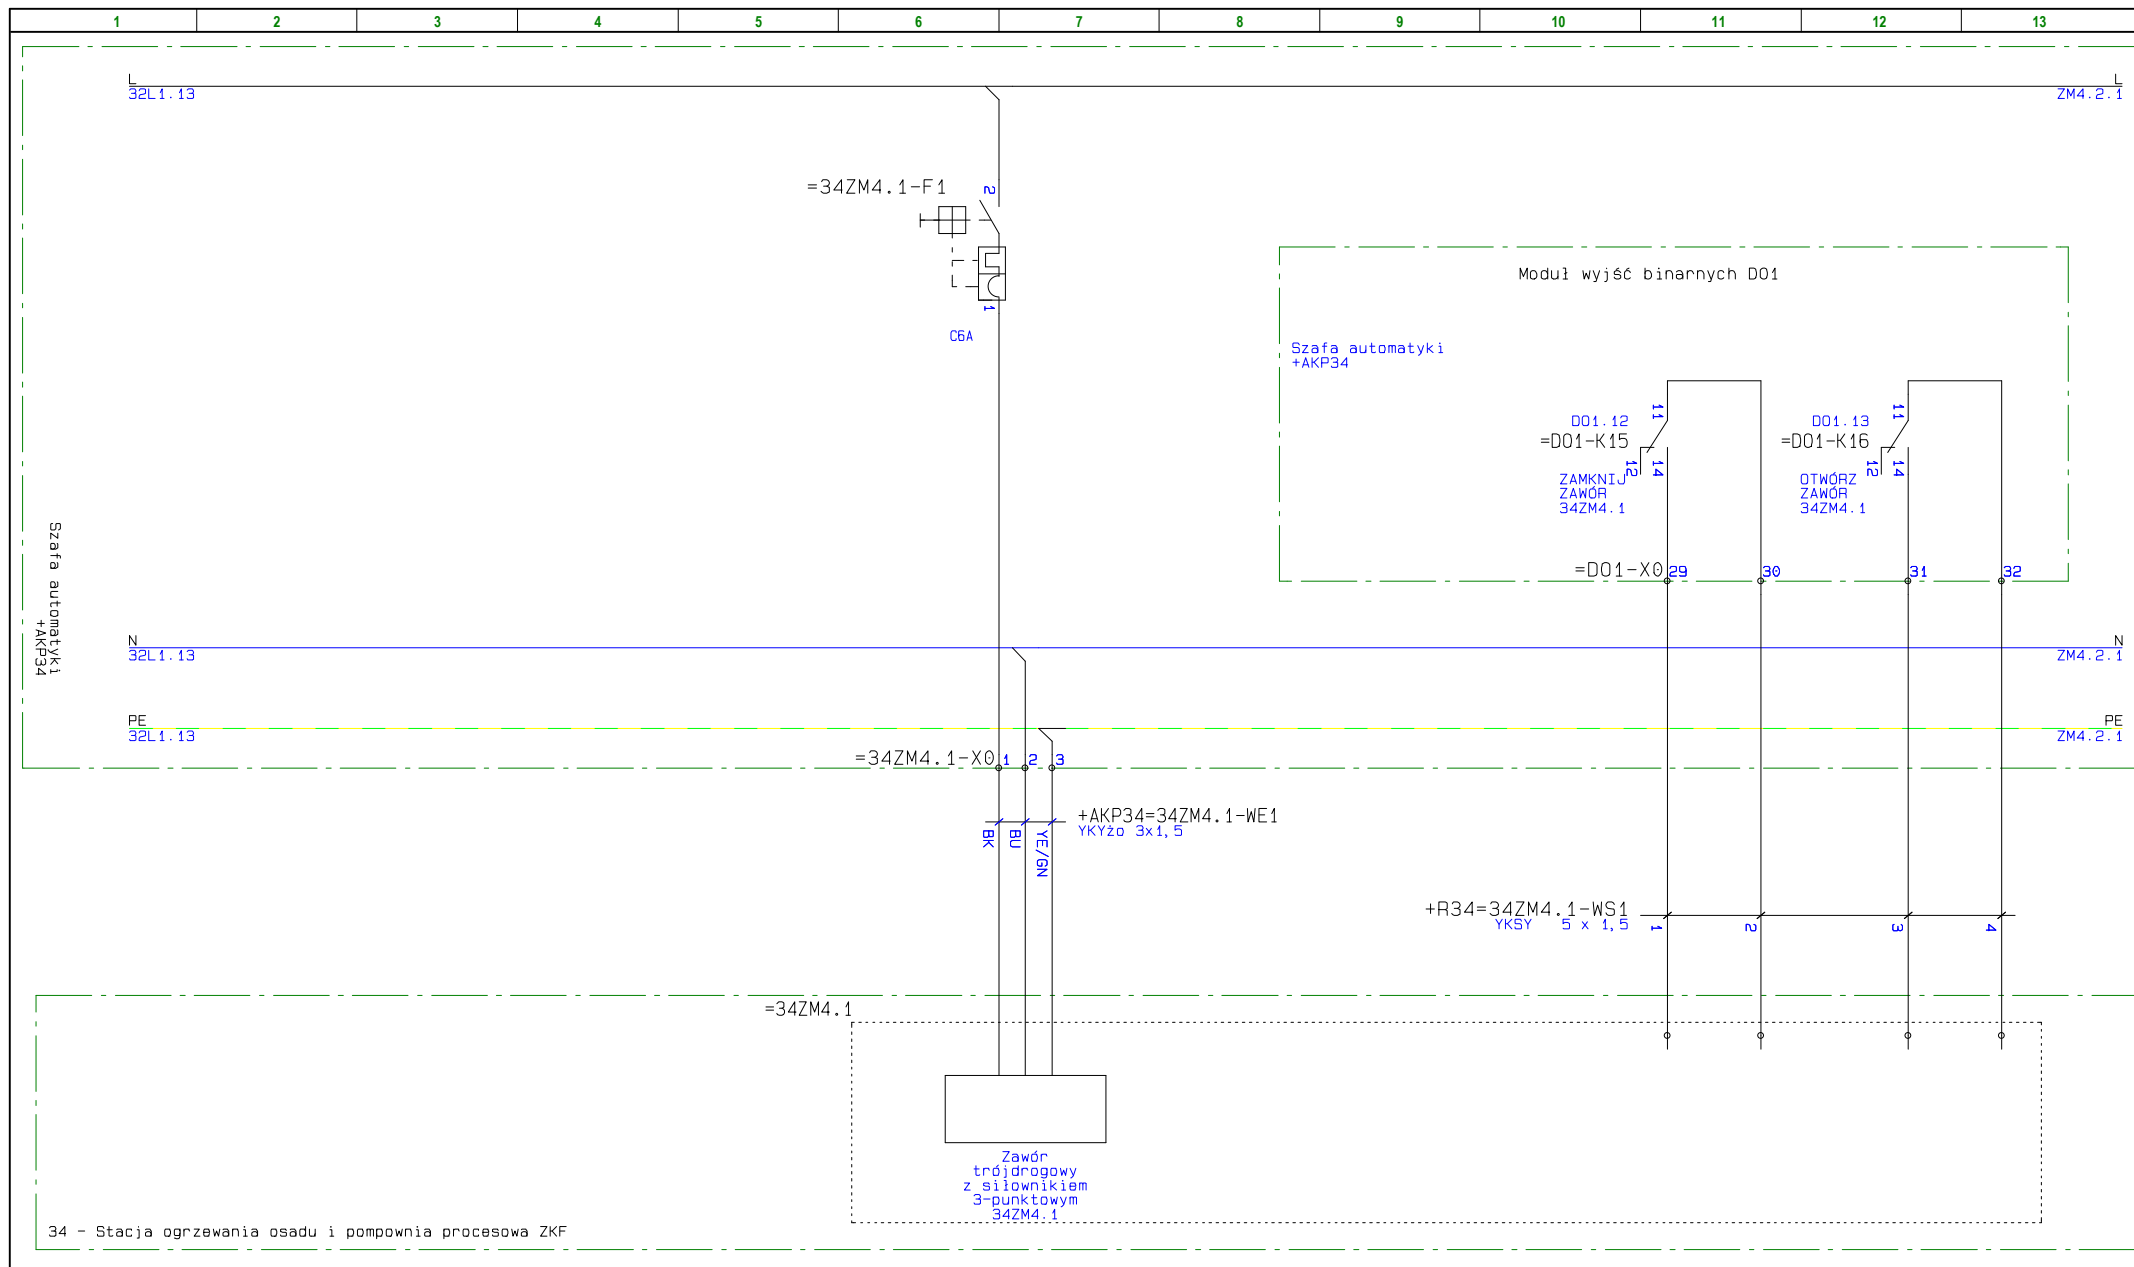 1 2 3 4 5 6 7 8 9 10 11 12 13
L
32L1.13
L
ZM4.2.1
=34ZM4.1-F1
2
1
C6A
Moduł wyjść binarnych DO1
Szafa automatyki
+AKP34
DO1.12
=DO1-K15
11
12
14
ZAMKNIJ
ZAWÓR
34ZM4.1
DO1.13
=DO1-K16
11
12
14
OTWÓRZ
ZAWÓR
34ZM4.1
=DO1-X0
29
30
31
32
Szafa automatyki
+AKP34
N
32L1.13
N
ZM4.2.1
PE
32L1.13
PE
ZM4.2.1
=34ZM4.1-X0
1
2
3
+AKP34=34ZM4.1-WE1
YKYżo 3x1,5
BK
BU
YE/GN
+R34=34ZM4.1-WS1
YKSY 5 x 1,5
1
2
3
4
=34ZM4.1
Zawór
trójdrogowy
z siłownikiem
3-punktowym
34ZM4.1
34 - Stacja ogrzewania osadu i pompownia procesowa ZKF